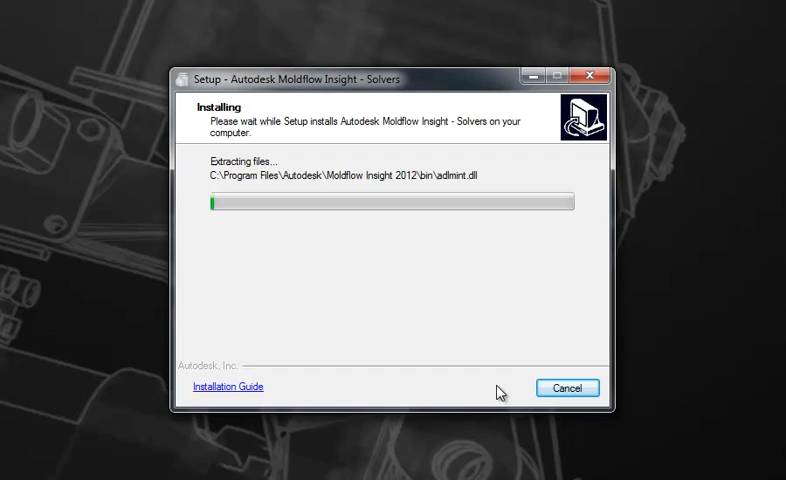 Setup - Autodesk Moldflow Insight - Solvers
Installing
Please wait while Setup installs Autodesk Moldflow Insight - Solvers on your
computer.
Extracting files...
C:\Program Files\Autodesk\Moldflow Insight 2012\bin\adlmint.dll
Autodesk, Inc.
Installation Guide
Cancel